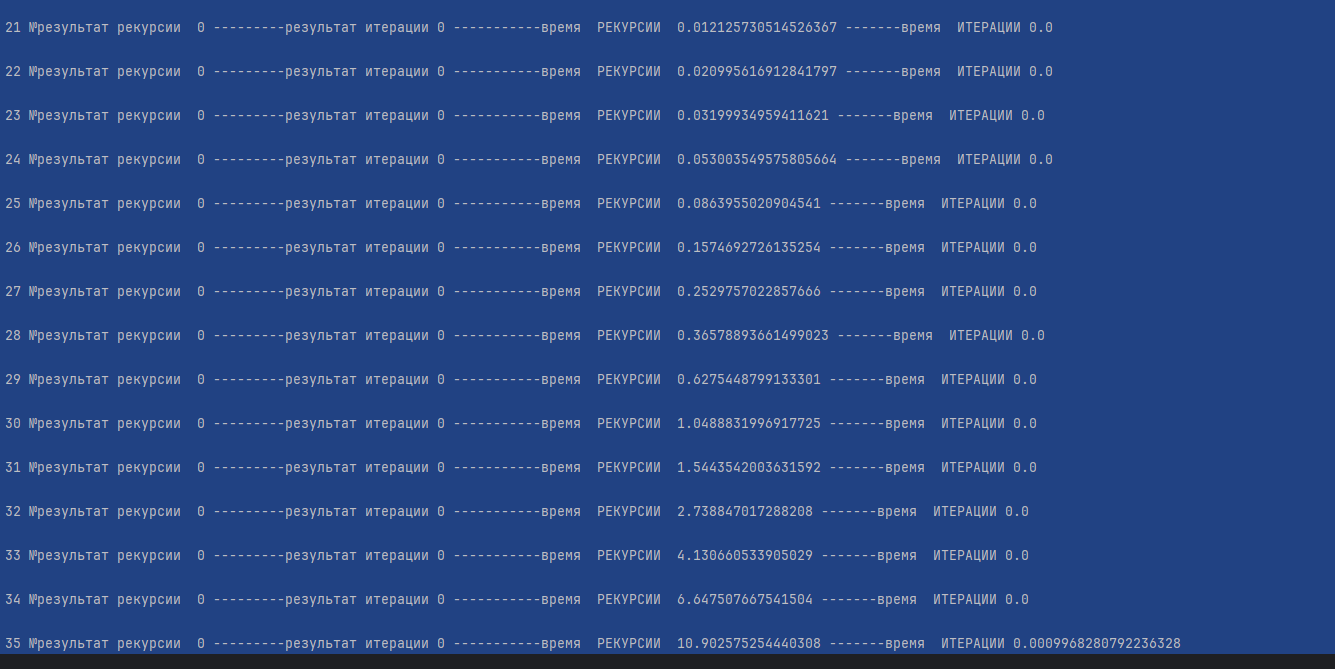 21 №результат рекурсии  0 ---------результат итерации 0 -----------время  РЕКУРСИИ  0.012125730514526367 -------время  ИТЕРАЦИИ 0.0
22 №результат рекурсии  0 ---------результат итерации 0 -----------время  РЕКУРСИИ  0.020995616912841797 -------время  ИТЕРАЦИИ 0.0
23 №результат рекурсии  0 ---------результат итерации 0 -----------время  РЕКУРСИИ  0.03199934959411621 -------время  ИТЕРАЦИИ 0.0
24 №результат рекурсии  0 ---------результат итерации 0 -----------время  РЕКУРСИИ  0.053003549575805664 -------время  ИТЕРАЦИИ 0.0
25 №результат рекурсии  0 ---------результат итерации 0 -----------время  РЕКУРСИИ  0.0863955020904541 -------время  ИТЕРАЦИИ 0.0
26 №результат рекурсии  0 ---------результат итерации 0 -----------время  РЕКУРСИИ  0.1574692726135254 -------время  ИТЕРАЦИИ 0.0
27 №результат рекурсии  0 ---------результат итерации 0 -----------время  РЕКУРСИИ  0.2529757022857666 -------время  ИТЕРАЦИИ 0.0
28 №результат рекурсии  0 ---------результат итерации 0 -----------время  РЕКУРСИИ  0.36578893661499023 -------время  ИТЕРАЦИИ 0.0
29 №результат рекурсии  0 ---------результат итерации 0 -----------время  РЕКУРСИИ  0.6275448799133301 -------время  ИТЕРАЦИИ 0.0
30 №результат рекурсии  0 ---------результат итерации 0 -----------время  РЕКУРСИИ  1.0488831996917725 -------время  ИТЕРАЦИИ 0.0
31 №результат рекурсии  0 ---------результат итерации 0 -----------время  РЕКУРСИИ  1.5443542003631592 -------время  ИТЕРАЦИИ 0.0
32 №результат рекурсии  0 ---------результат итерации 0 -----------время  РЕКУРСИИ  2.738847017288208 -------время  ИТЕРАЦИИ 0.0
33 №результат рекурсии  0 ---------результат итерации 0 -----------время  РЕКУРСИИ  4.130660533905029 -------время  ИТЕРАЦИИ 0.0
34 №результат рекурсии  0 ---------результат итерации 0 -----------время  РЕКУРСИИ  6.647507667541504 -------время  ИТЕРАЦИИ 0.0
35 №результат рекурсии  0 ---------результат итерации 0 -----------время  РЕКУРСИИ  10.902575254440308 -------время  ИТЕРАЦИИ 0.0009968280792236328